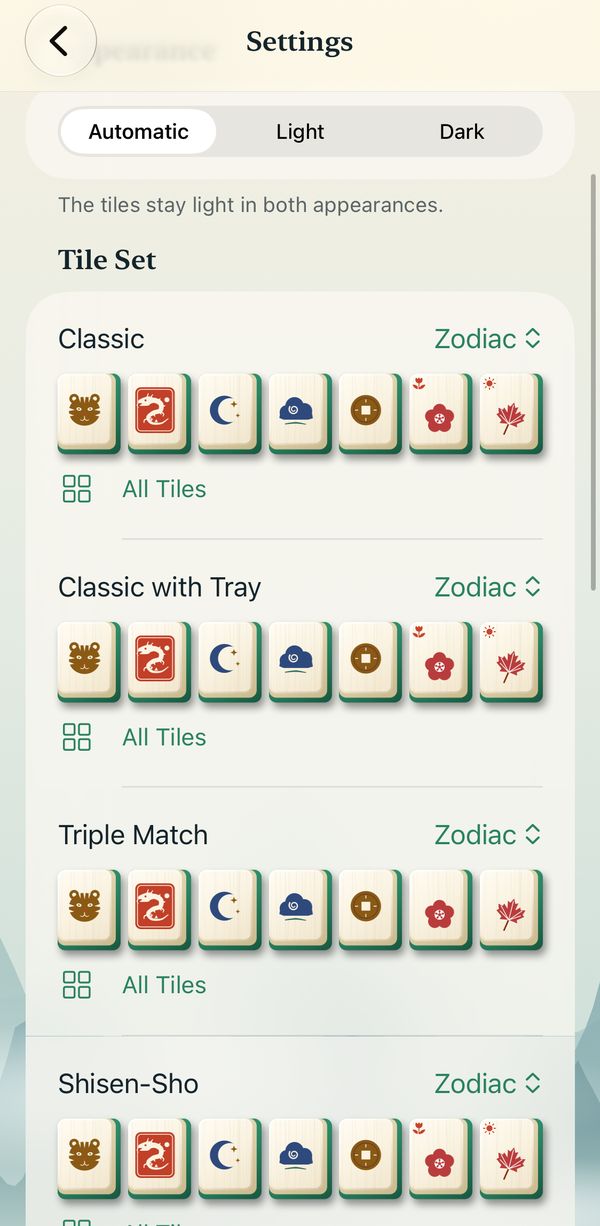 Settings
Automatic
Light
Dark
The tiles stay light in both appearances.
Tile Set
Classic
Zodiac
All Tiles
Classic with Tray
Zodiac
All Tiles
Triple Match
Zodiac
All Tiles
Shisen-Sho
Zodiac